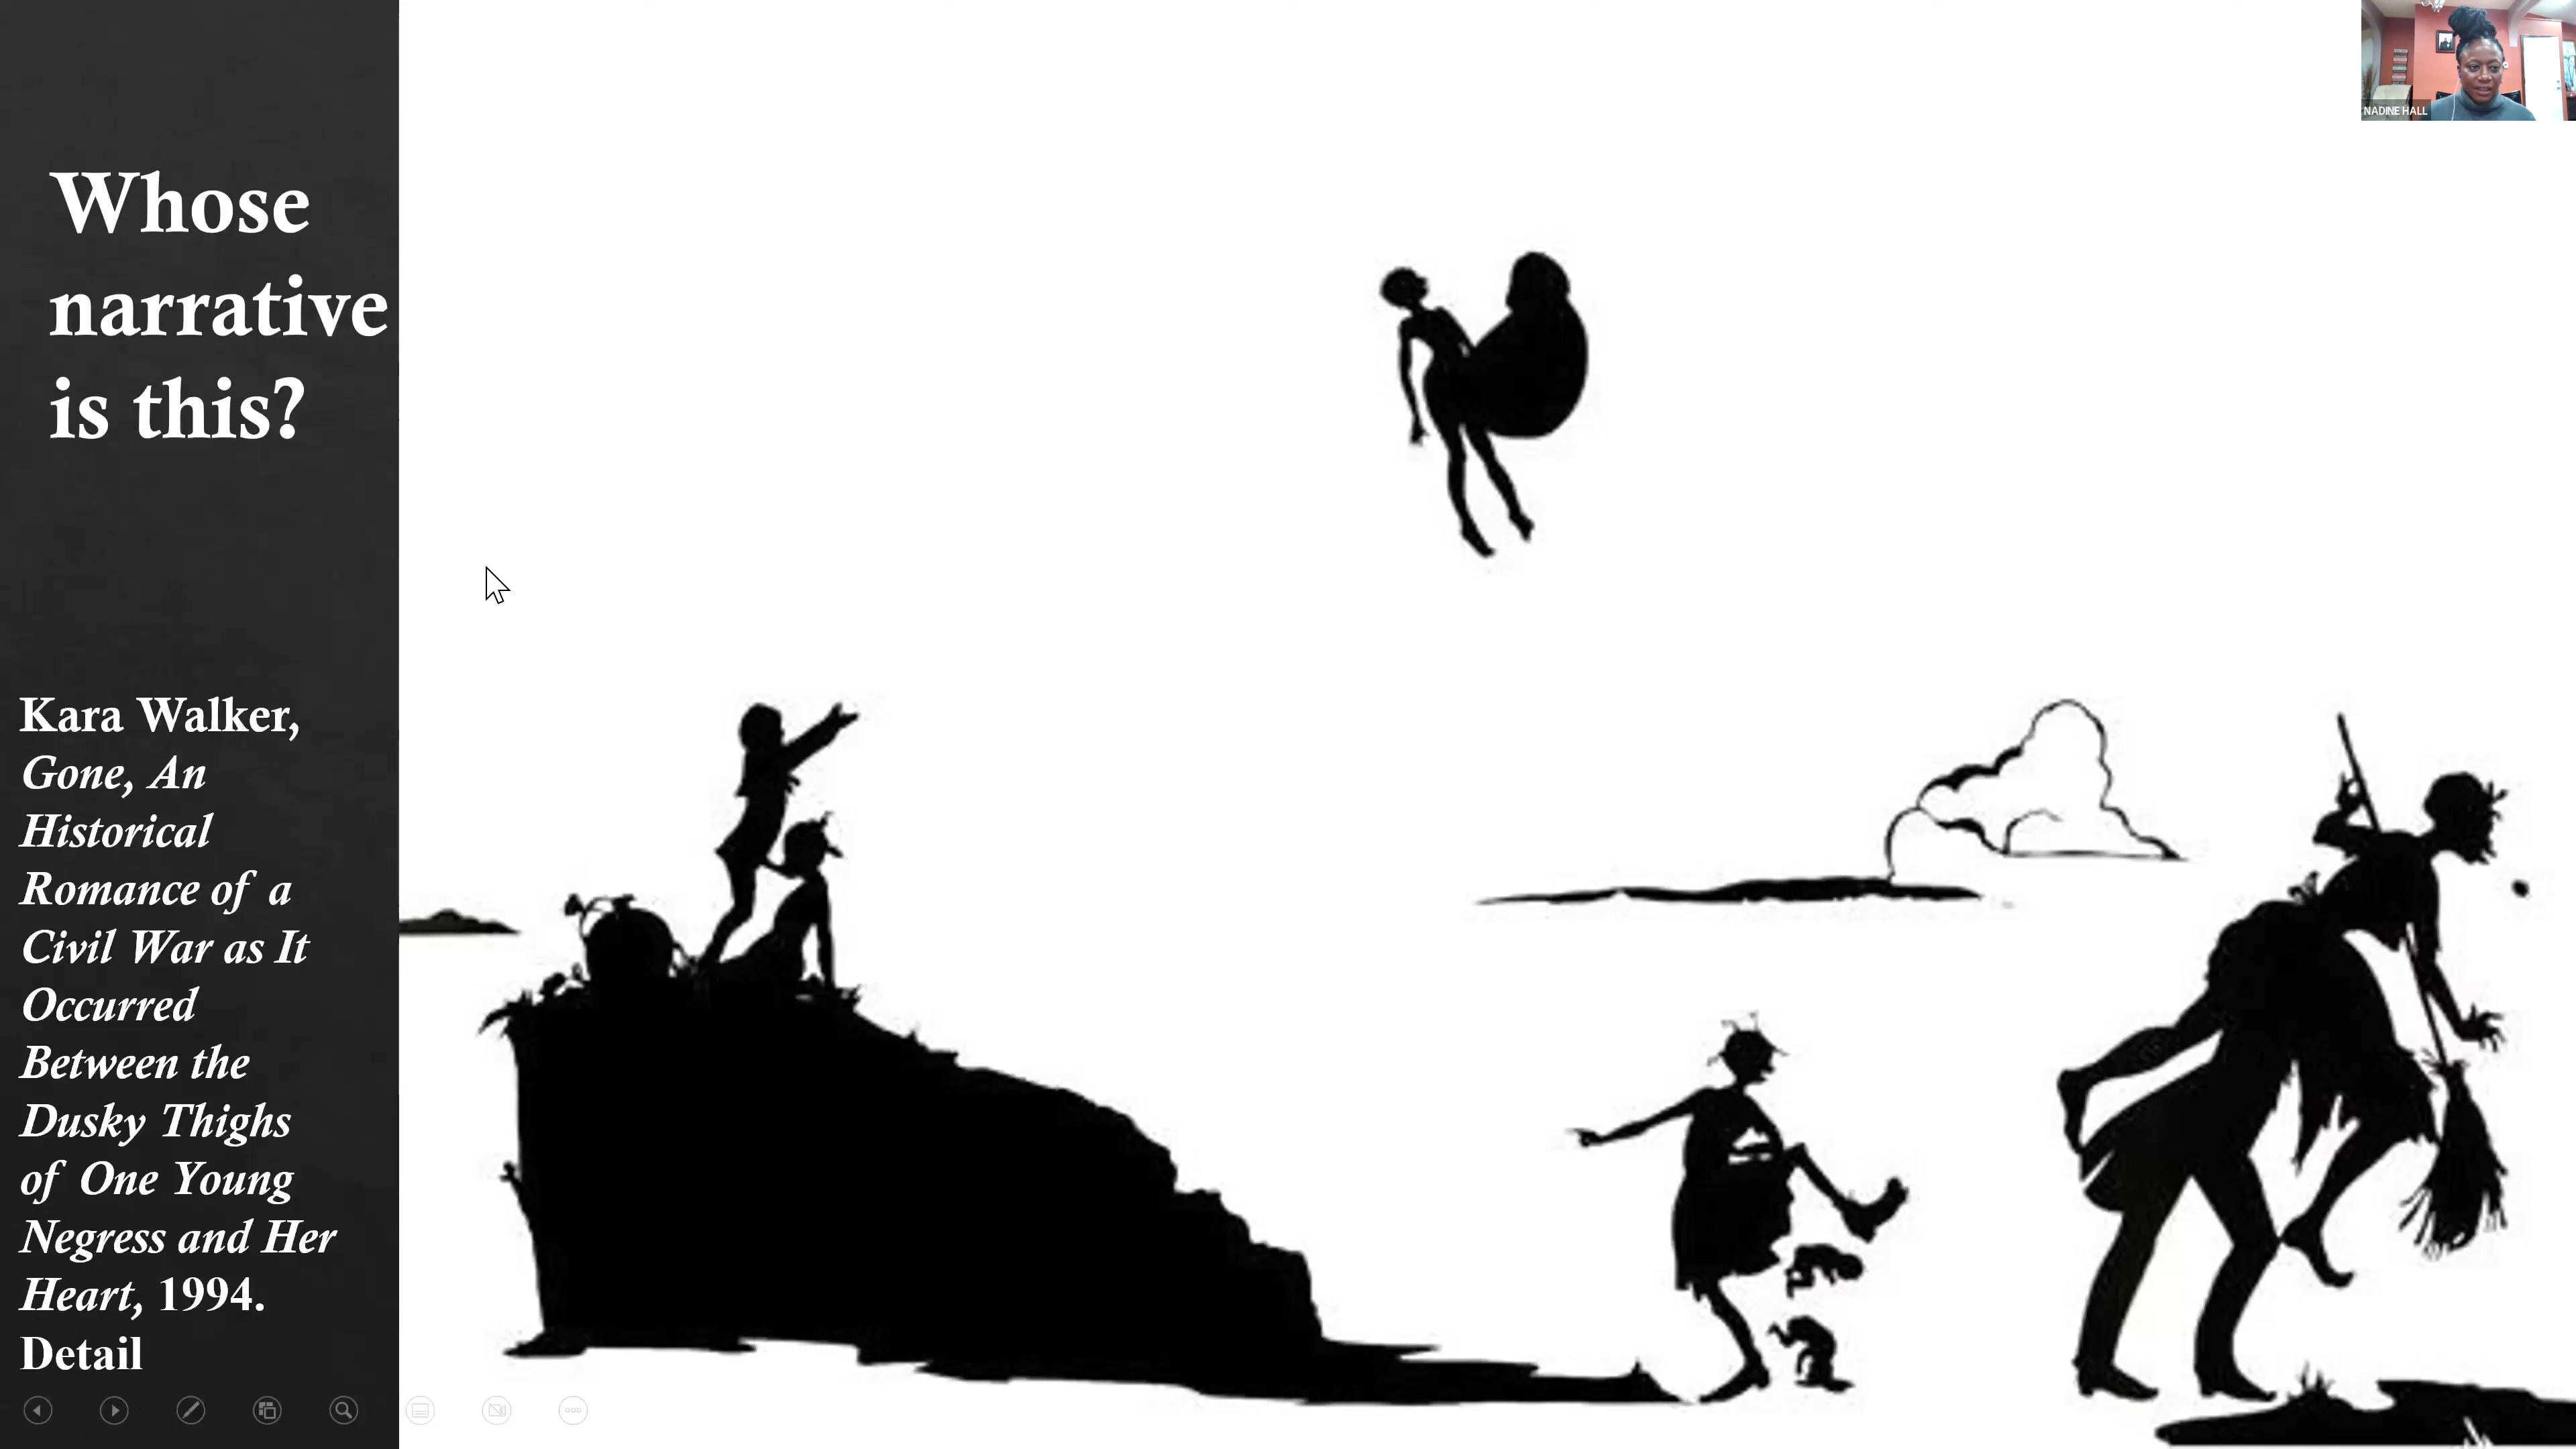 Whose
narrative
is this?
Kara Walker,
Gone, An
Historical
Romance of a
Civil War as It
Occurred
Between the
Dusky Thighs
of One Young
Negress and Her
Heart, 1994.
Detail
NADINE HALL